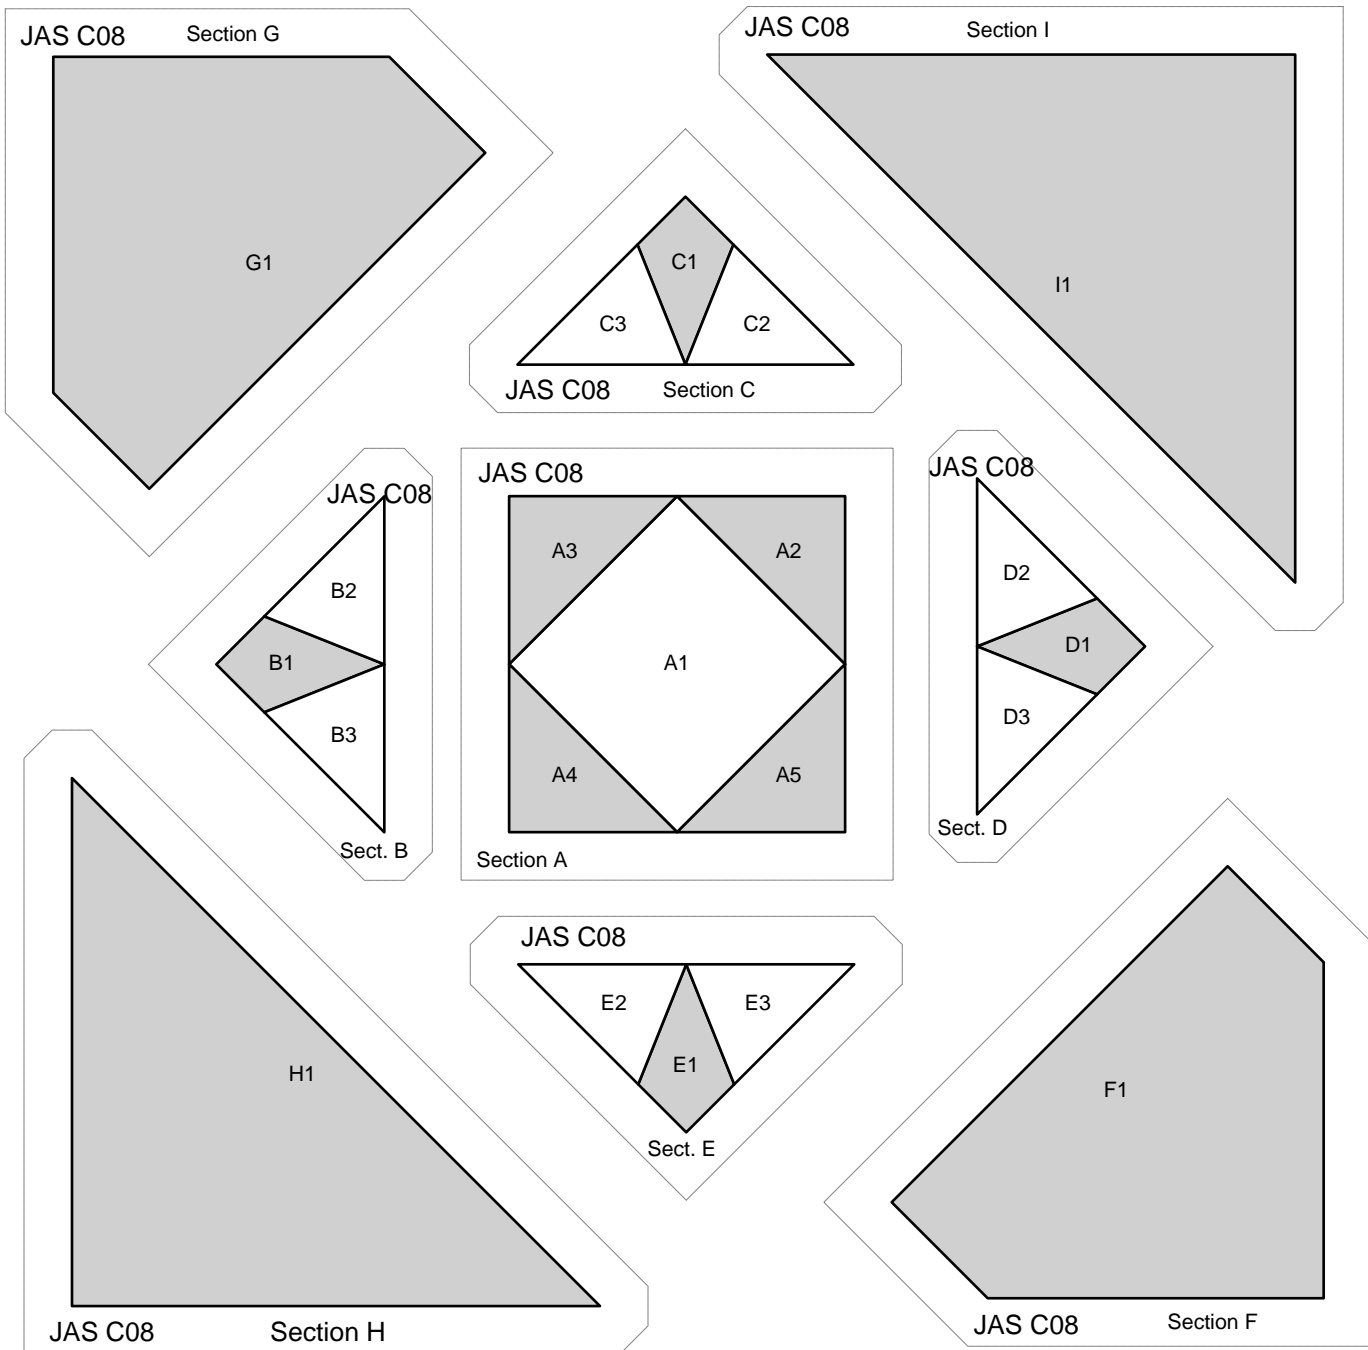 JAS C08 Section G
G1
JAS C08 Section I
I1
C1
C3 C2
JAS C08 Section C
JAS C08
B2
B1
B3
Sect. B
JAS C08
A3 A2
A1
A4 A5
Section A
JAS C08
D2
D1
D3
Sect. D
H1
JAS C08 Section H
JAS C08
E2 E3
E1
Sect. E
F1
JAS C08 Section F